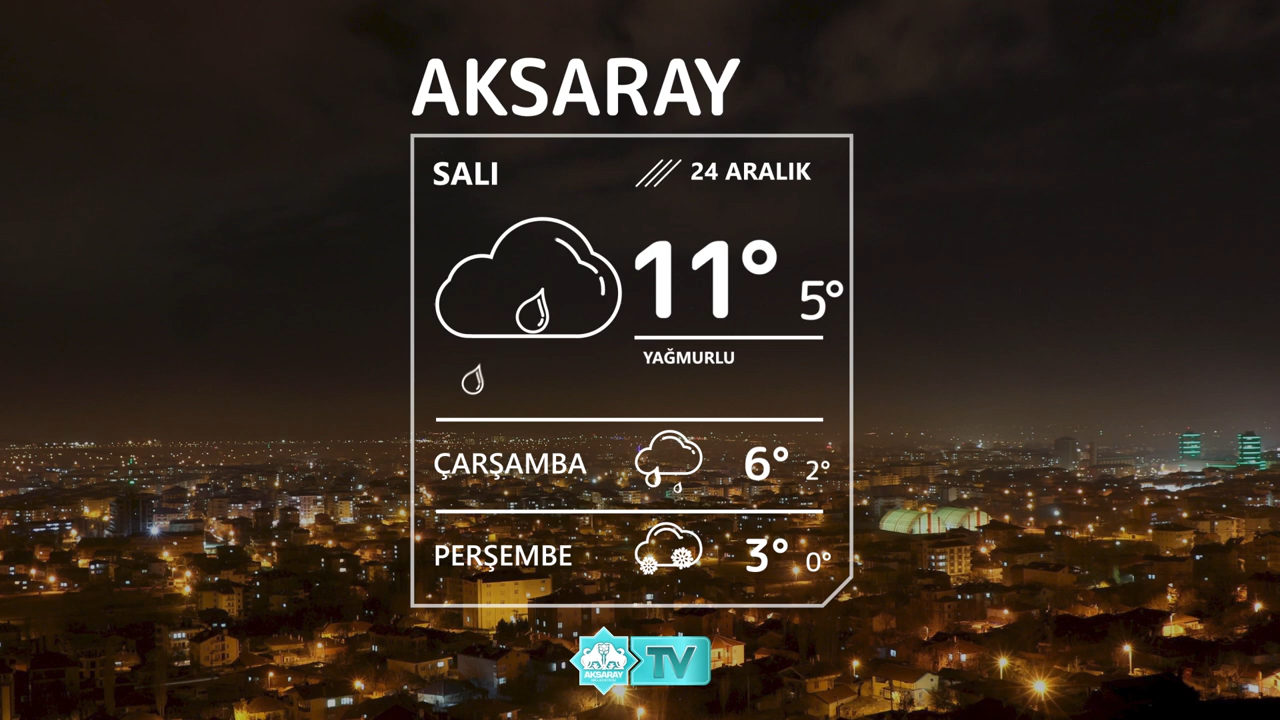 AKSARAY
SALI
24 ARALIK
11° 5°
YAĞMURLU
ÇARŞAMBA 6° 2°
PERŞEMBE 3° 0°
AKSARAY
TV